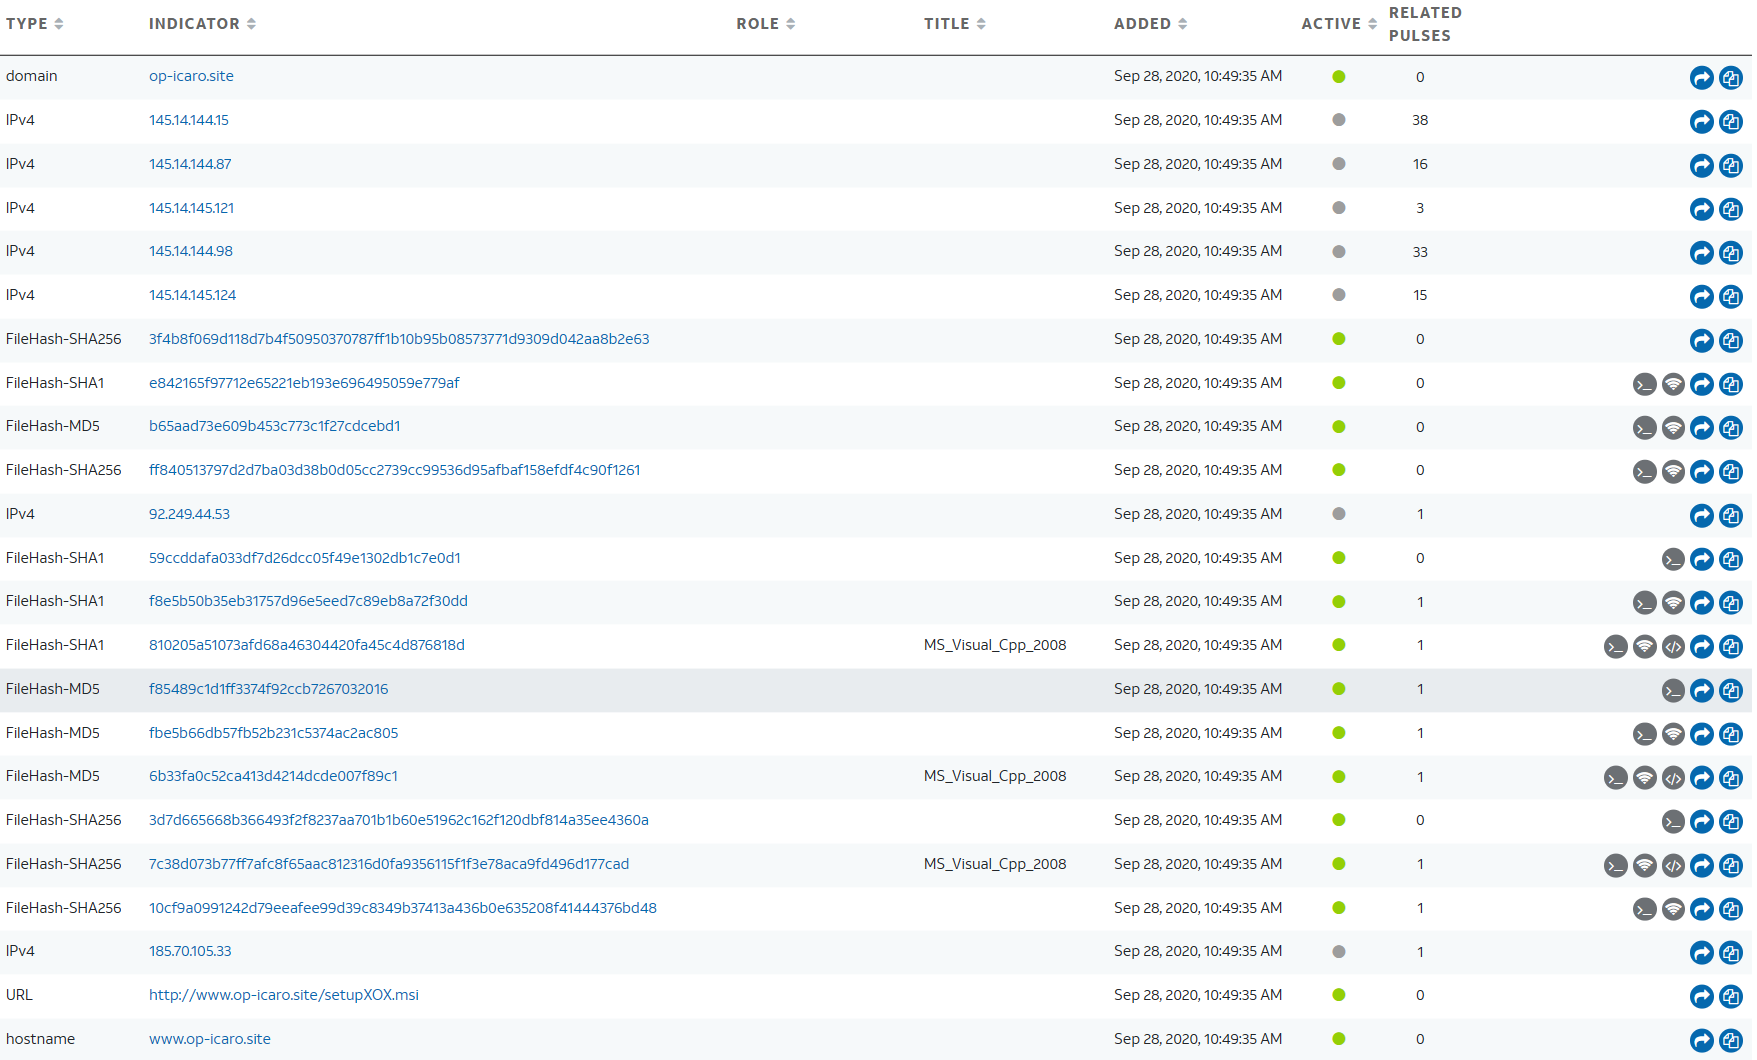 TYPE INDICATOR ROLE TITLE ADDED ACTIVE RELATED PULSES
domain op-icaro.site Sep 28, 2020, 10:49:35 AM 0
IPv4 145.14.144.15 Sep 28, 2020, 10:49:35 AM 38
IPv4 145.14.144.87 Sep 28, 2020, 10:49:35 AM 16
IPv4 145.14.145.121 Sep 28, 2020, 10:49:35 AM 3
IPv4 145.14.144.98 Sep 28, 2020, 10:49:35 AM 33
IPv4 145.14.145.124 Sep 28, 2020, 10:49:35 AM 15
FileHash-SHA256 3f4b8f069d118d7b4f50950370787ff1b10b95b08573771d9309d042aa8b2e63 Sep 28, 2020, 10:49:35 AM 0
FileHash-SHA1 e842165f97712e65221eb193e696495059e779af Sep 28, 2020, 10:49:35 AM 0
FileHash-MD5 b65aad73e609b453c773c1f27cdcebd1 Sep 28, 2020, 10:49:35 AM 0
FileHash-SHA256 ff840513797d2d7ba03d38b0d05cc2739cc99536d95afbaf158efdf4c90f1261 Sep 28, 2020, 10:49:35 AM 0
IPv4 92.249.44.53 Sep 28, 2020, 10:49:35 AM 1
FileHash-SHA1 59ccddafa033df7d26dcc05f49e1302db1c7e0d1 Sep 28, 2020, 10:49:35 AM 0
FileHash-SHA1 f8e5b50b35eb31757d96e5eed7c89eb8a72f30dd Sep 28, 2020, 10:49:35 AM 1
FileHash-SHA1 810205a51073afd68a46304420fa45c4d876818d MS_Visual_Cpp_2008 Sep 28, 2020, 10:49:35 AM 1
FileHash-MD5 f85489c1d1ff3374f92ccb7267032016 Sep 28, 2020, 10:49:35 AM 1
FileHash-MD5 fbe5b66db57fb52b231c5374ac2ac805 Sep 28, 2020, 10:49:35 AM 1
FileHash-MD5 6b33fa0c52ca413d4214dcde007f89c1 MS_Visual_Cpp_2008 Sep 28, 2020, 10:49:35 AM 1
FileHash-SHA256 3d7d665668b366493f2f8237aa701b1b60e51962c162f120dbf814a35ee4360a Sep 28, 2020, 10:49:35 AM 0
FileHash-SHA256 7c38d073b77ff7afc8f65aac812316d0fa9356115f1f3e78aca9fd496d177cad MS_Visual_Cpp_2008 Sep 28, 2020, 10:49:35 AM 1
FileHash-SHA256 10cf9a0991242d79eeafee99d39c8349b37413a436b0e635208f41444376bd48 Sep 28, 2020, 10:49:35 AM 1
IPv4 185.70.105.33 Sep 28, 2020, 10:49:35 AM 1
URL http://www.op-icaro.site/setupXOX.msi Sep 28, 2020, 10:49:35 AM 0
hostname www.op-icaro.site Sep 28, 2020, 10:49:35 AM 0